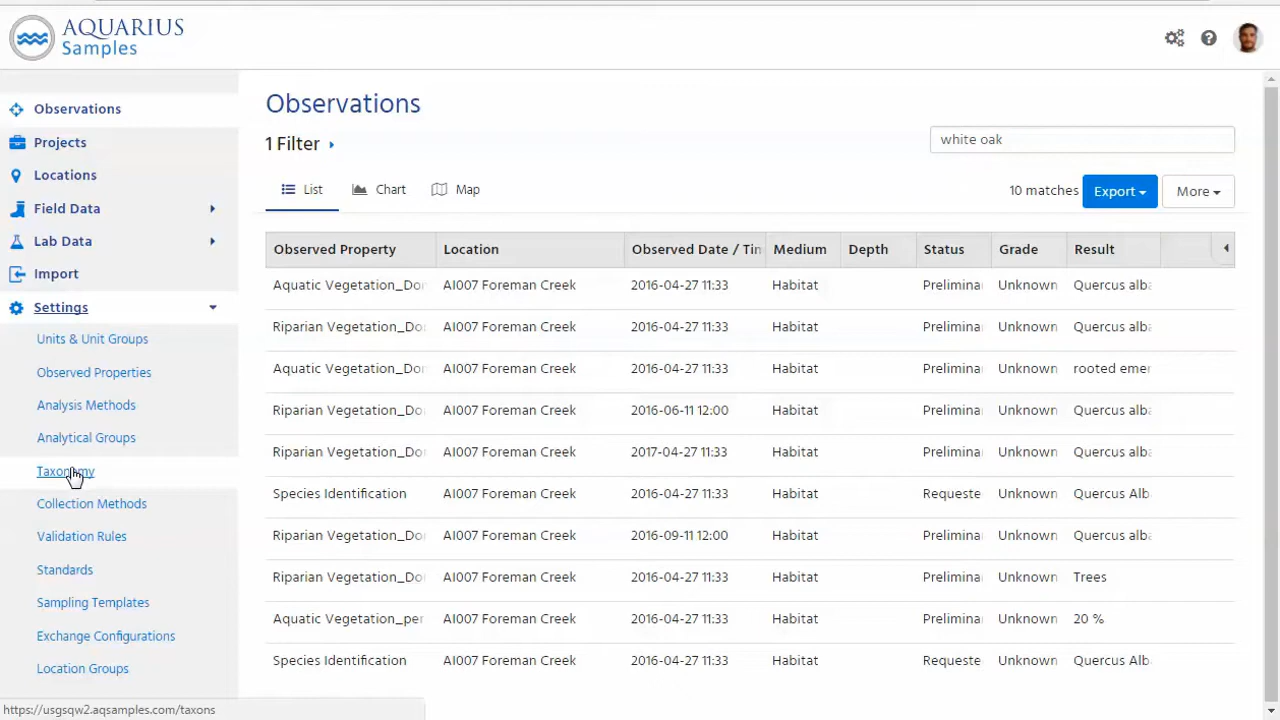 AQUARIUS
Samples
Observations
Projects
Locations
Field Data
Lab Data
Import
Settings
Units & Unit Groups
Observed Properties
Analysis Methods
Analytical Groups
Taxonomy
Collection Methods
Validation Rules
Standards
Sampling Templates
Exchange Configurations
Location Groups
https://usgsqw2.aqsamples.com/taxons
Observations
1 Filter
white oak
List Chart Map 10 matches Export More
Observed Property Location Observed Date / Tin Medium Depth Status Grade Result
Aquatic Vegetation_Doi AI007 Foreman Creek 2016-04-27 11:33 Habitat Prelimina Unknown Quercus alba
Riparian Vegetation_Do AI007 Foreman Creek 2016-04-27 11:33 Habitat Prelimina Unknown Quercus alba
Aquatic Vegetation_Doi AI007 Foreman Creek 2016-04-27 11:33 Habitat Prelimina Unknown rooted emer
Riparian Vegetation_Do AI007 Foreman Creek 2016-06-11 12:00 Habitat Prelimina Unknown Quercus alba
Riparian Vegetation_Do AI007 Foreman Creek 2017-04-27 11:33 Habitat Prelimina Unknown Quercus alba
Species Identification AI007 Foreman Creek 2016-04-27 11:33 Habitat Requeste Unknown Quercus Alb
Riparian Vegetation_Do AI007 Foreman Creek 2016-09-11 12:00 Habitat Prelimina Unknown Quercus alba
Riparian Vegetation_Do AI007 Foreman Creek 2016-04-27 11:33 Habitat Prelimina Unknown Trees
Aquatic Vegetation_per AI007 Foreman Creek 2016-04-27 11:33 Habitat Prelimina Unknown 20 %
Species Identification AI007 Foreman Creek 2016-04-27 11:33 Habitat Requeste Unknown Quercus Alb